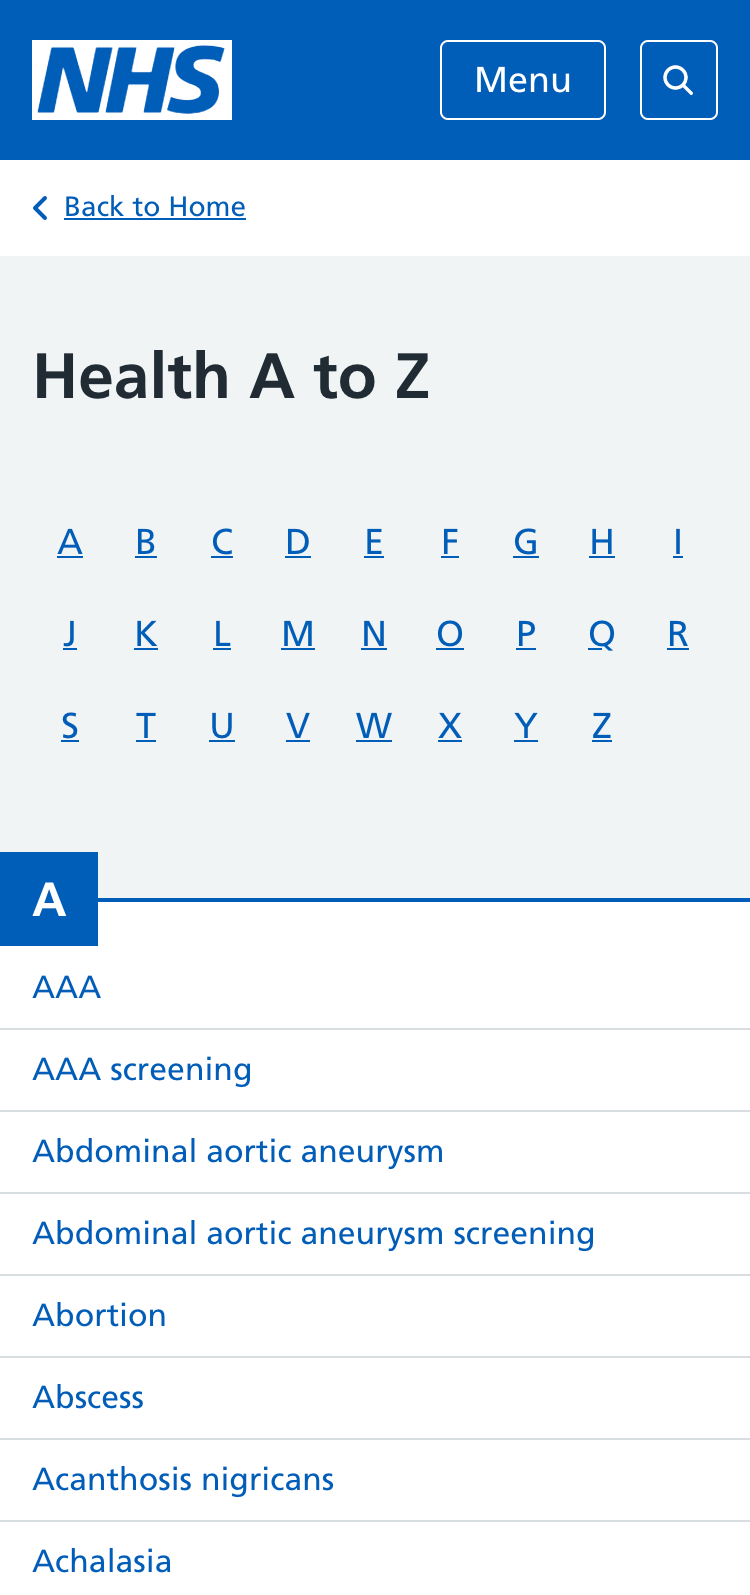 NHS Menu
Back to Home
Health A to Z
A B C D E F G H I
J K L M N O P Q R
S T U V W X Y Z
A
AAA
AAA screening
Abdominal aortic aneurysm
Abdominal aortic aneurysm screening
Abortion
Abscess
Acanthosis nigricans
Achalasia